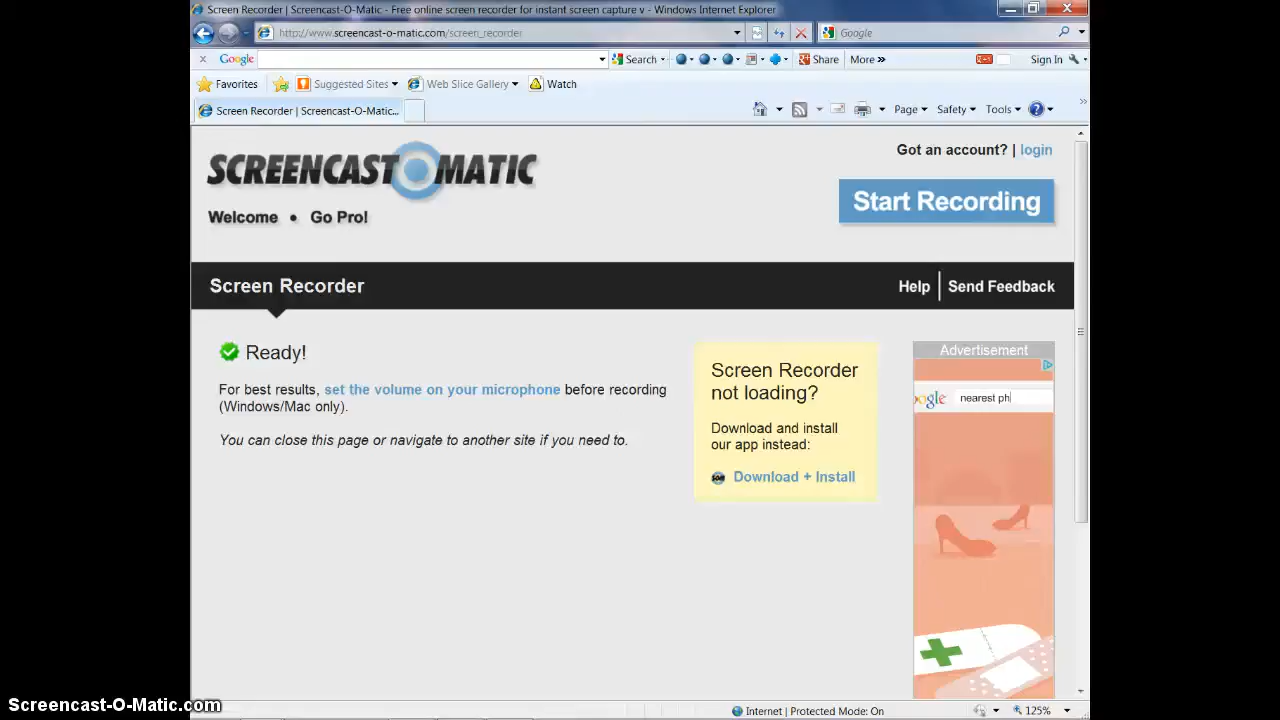 Screen Recorder | Screencast-O-Matic - Free online screen recorder for instant screen capture v - Windows Internet Explorer
http://www.screencast-o-matic.com/screen_recorder
Google
Google
Search
Share
More »
Sign In
Favorites
Suggested Sites
Web Slice Gallery
Watch
Screen Recorder | Screencast-O-Matic...
Page
Safety
Tools
SCREENCAST O MATIC
Got an account? | login
Start Recording
Welcome • Go Pro!
Screen Recorder
Help
Send Feedback
Ready!
For best results, set the volume on your microphone before recording
(Windows/Mac only).
You can close this page or navigate to another site if you need to.
Screen Recorder
not loading?
Download and install
our app instead:
SOM
Download + Install
Advertisement
ogle
nearest ph
Screencast-O-Matic.com
Internet | Protected Mode: On
125%